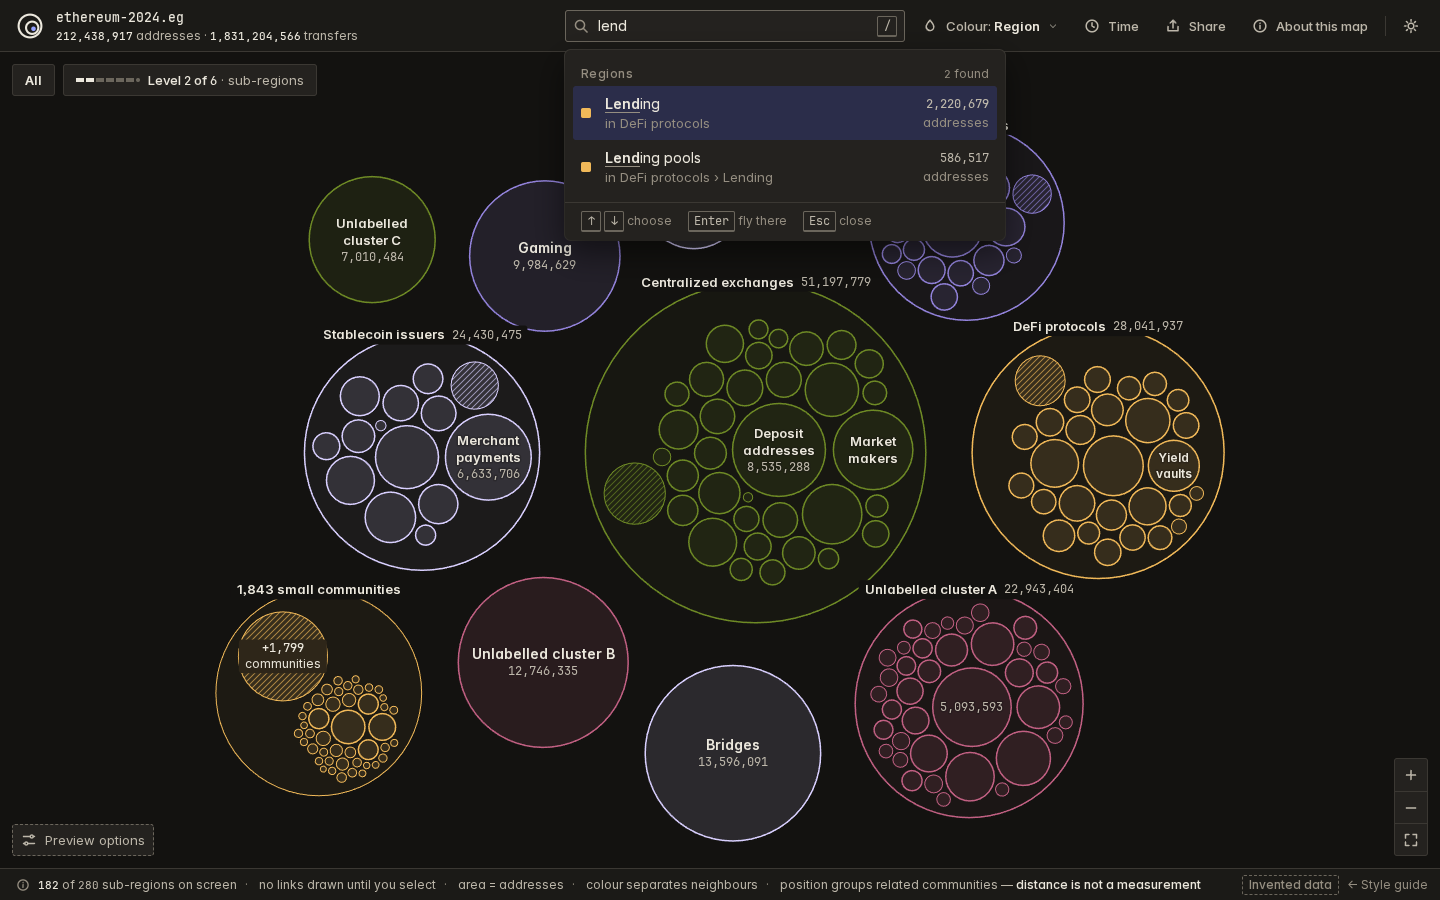 ethereum-2024.eg
212,438,917 addresses · 1,831,204,566 transfers
lend
/
Colour: Region
Time
Share
About this map
All
Level 2 of 6 · sub-regions
Regions
2 found
Lending
2,220,679
in DeFi protocols
addresses
Lending pools
586,517
in DeFi protocols › Lending
addresses
↑ ↓ choose
Enter fly there
Esc close
s
Unlabelled
cluster C
7,010,484
Gaming
9,984,629
Centralized exchanges 51,197,779
Stablecoin issuers 24,430,475
DeFi protocols 28,041,937
Merchant
payments
6,633,706
Deposit
addresses
8,535,288
Market
makers
Yield
vaults
1,843 small communities
+1,799
communities
Unlabelled cluster B
12,746,335
Unlabelled cluster A 22,943,404
5,093,593
Bridges
13,596,091
Preview options
182 of 280 sub-regions on screen · no links drawn until you select · area = addresses · colour separates neighbours · position groups related communities — distance is not a measurement
Invented data
← Style guide